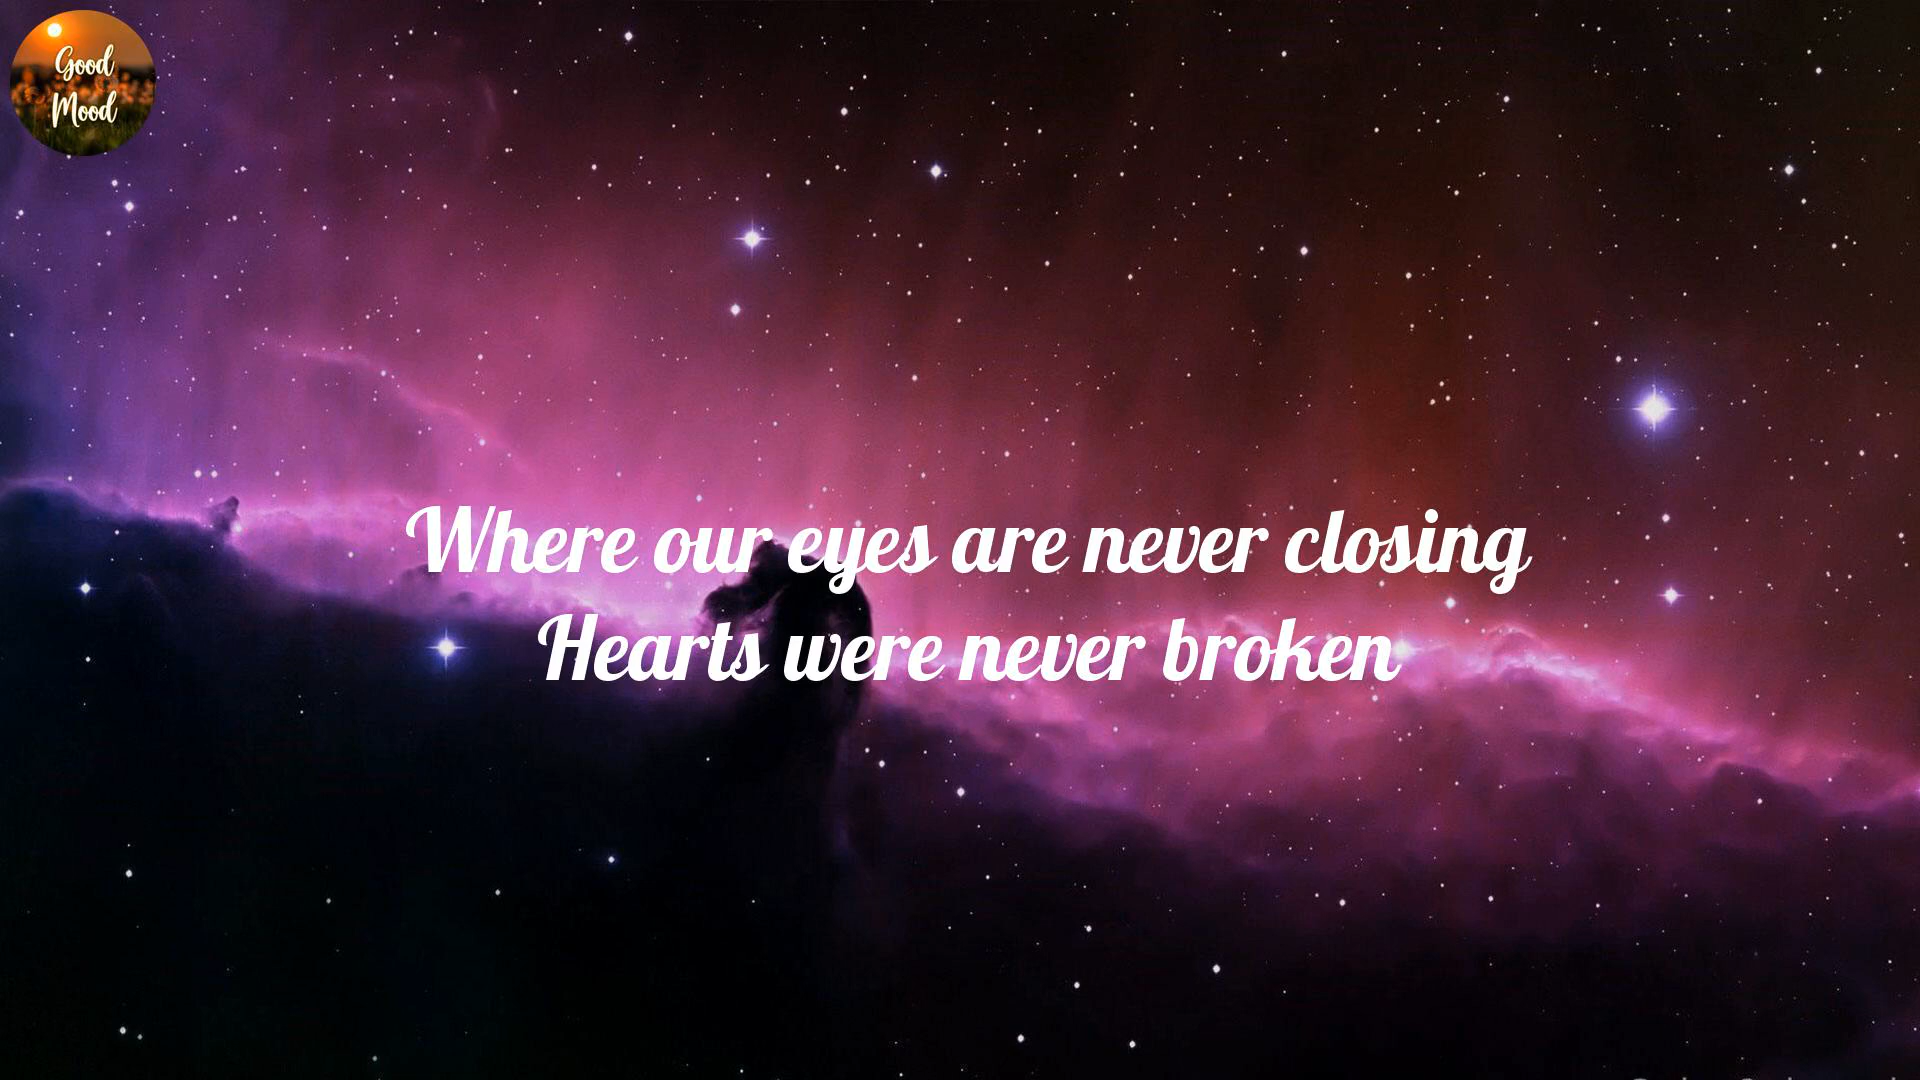 Good
Mood
Where our eyes are never closing
Hearts were never broken